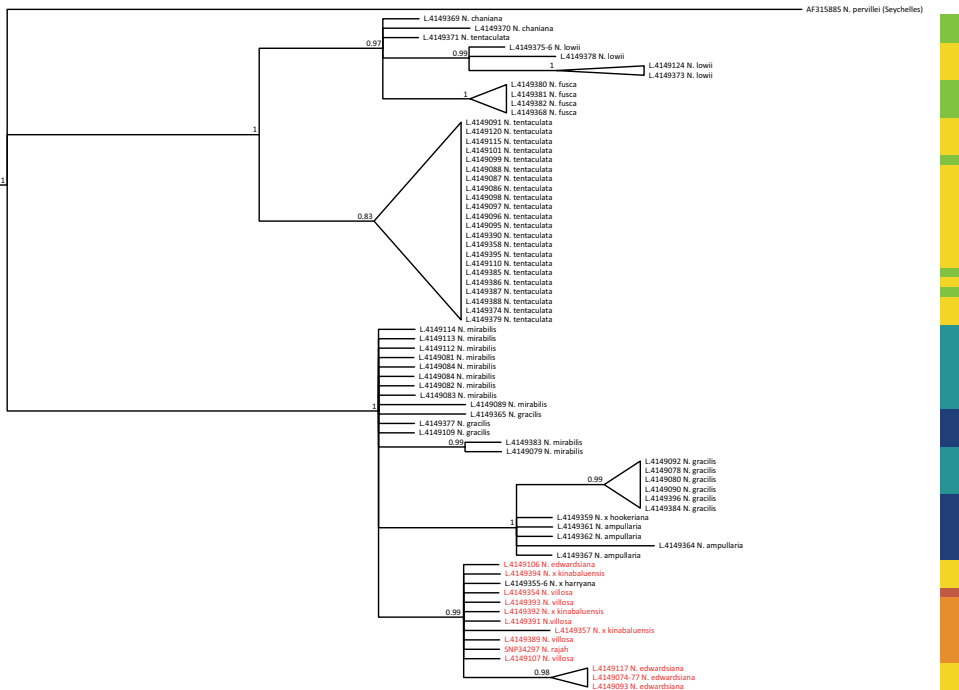 AF315885 N. pervillei (Seychelles)
L.4149369 N. chaniana
L.4149370 N. chaniana
0.97
L.4149371 N. tentaculata
L.4149375-6 N. lowii
0.99
L.4149378 N. lowii
1
L.4149124 N. lowii
L.4149373 N. lowii
L.4149380 N. fusca
1
L.4149381 N. fusca
L.4149382 N. fusca
L.4149368 N. fusca
L.4149091 N. tentaculata
1
L.4149120 N. tentaculata
L.4149115 N. tentaculata
L.4149101 N. tentaculata
L.4149099 N. tentaculata
L.4149088 N. tentaculata
L.4149087 N. tentaculata
1
L.4149086 N. tentaculata
L.4149098 N. tentaculata
L.4149097 N. tentaculata
0.83
L.4149096 N. tentaculata
L.4149095 N. tentaculata
L.4149390 N. tentaculata
L.4149358 N. tentaculata
L.4149395 N. tentaculata
L.4149110 N. tentaculata
L.4149385 N. tentaculata
L.4149386 N. tentaculata
L.4149387 N. tentaculata
L.4149388 N. tentaculata
L.4149374 N. tentaculata
L.4149379 N. tentaculata
L.4149114 N. mirabilis
L.4149113 N. mirabilis
L.4149112 N. mirabilis
L.4149081 N. mirabilis
L.4149084 N. mirabilis
L.4149084 N. mirabilis
L.4149082 N. mirabilis
L.4149083 N. mirabilis
1
L.4149089 N. mirabilis
L.4149365 N. gracilis
L.4149377 N. gracilis
L.4149109 N. gracilis
0.99
L.4149383 N. mirabilis
L.4149079 N. mirabilis
L.4149092 N. gracilis
L.4149078 N. gracilis
0.99
L.4149080 N. gracilis
L.4149090 N. gracilis
L.4149396 N. gracilis
L.4149384 N. gracilis
L.4149359 N. x hookeriana
1
L.4149361 N. ampullaria
L.4149362 N. ampullaria
L.4149364 N. ampullaria
L.4149367 N. ampullaria
L.4149106 N. edwardsiana
L.4149394 N. x kinabaluensis
L.4149355-6 N. x harryana
L.4149354 N. villosa
L.4149393 N. villosa
0.99
L.4149392 N. x kinabaluensis
L.4149391 N.villosa
L.4149357 N. x kinabaluensis
L.4149389 N. villosa
SNP34297 N. rajah
L.4149107 N. villosa
0.98
L.4149117 N. edwardsiana
L.4149074-77 N. edwardsiana
L.4149093 N. edwardsiana